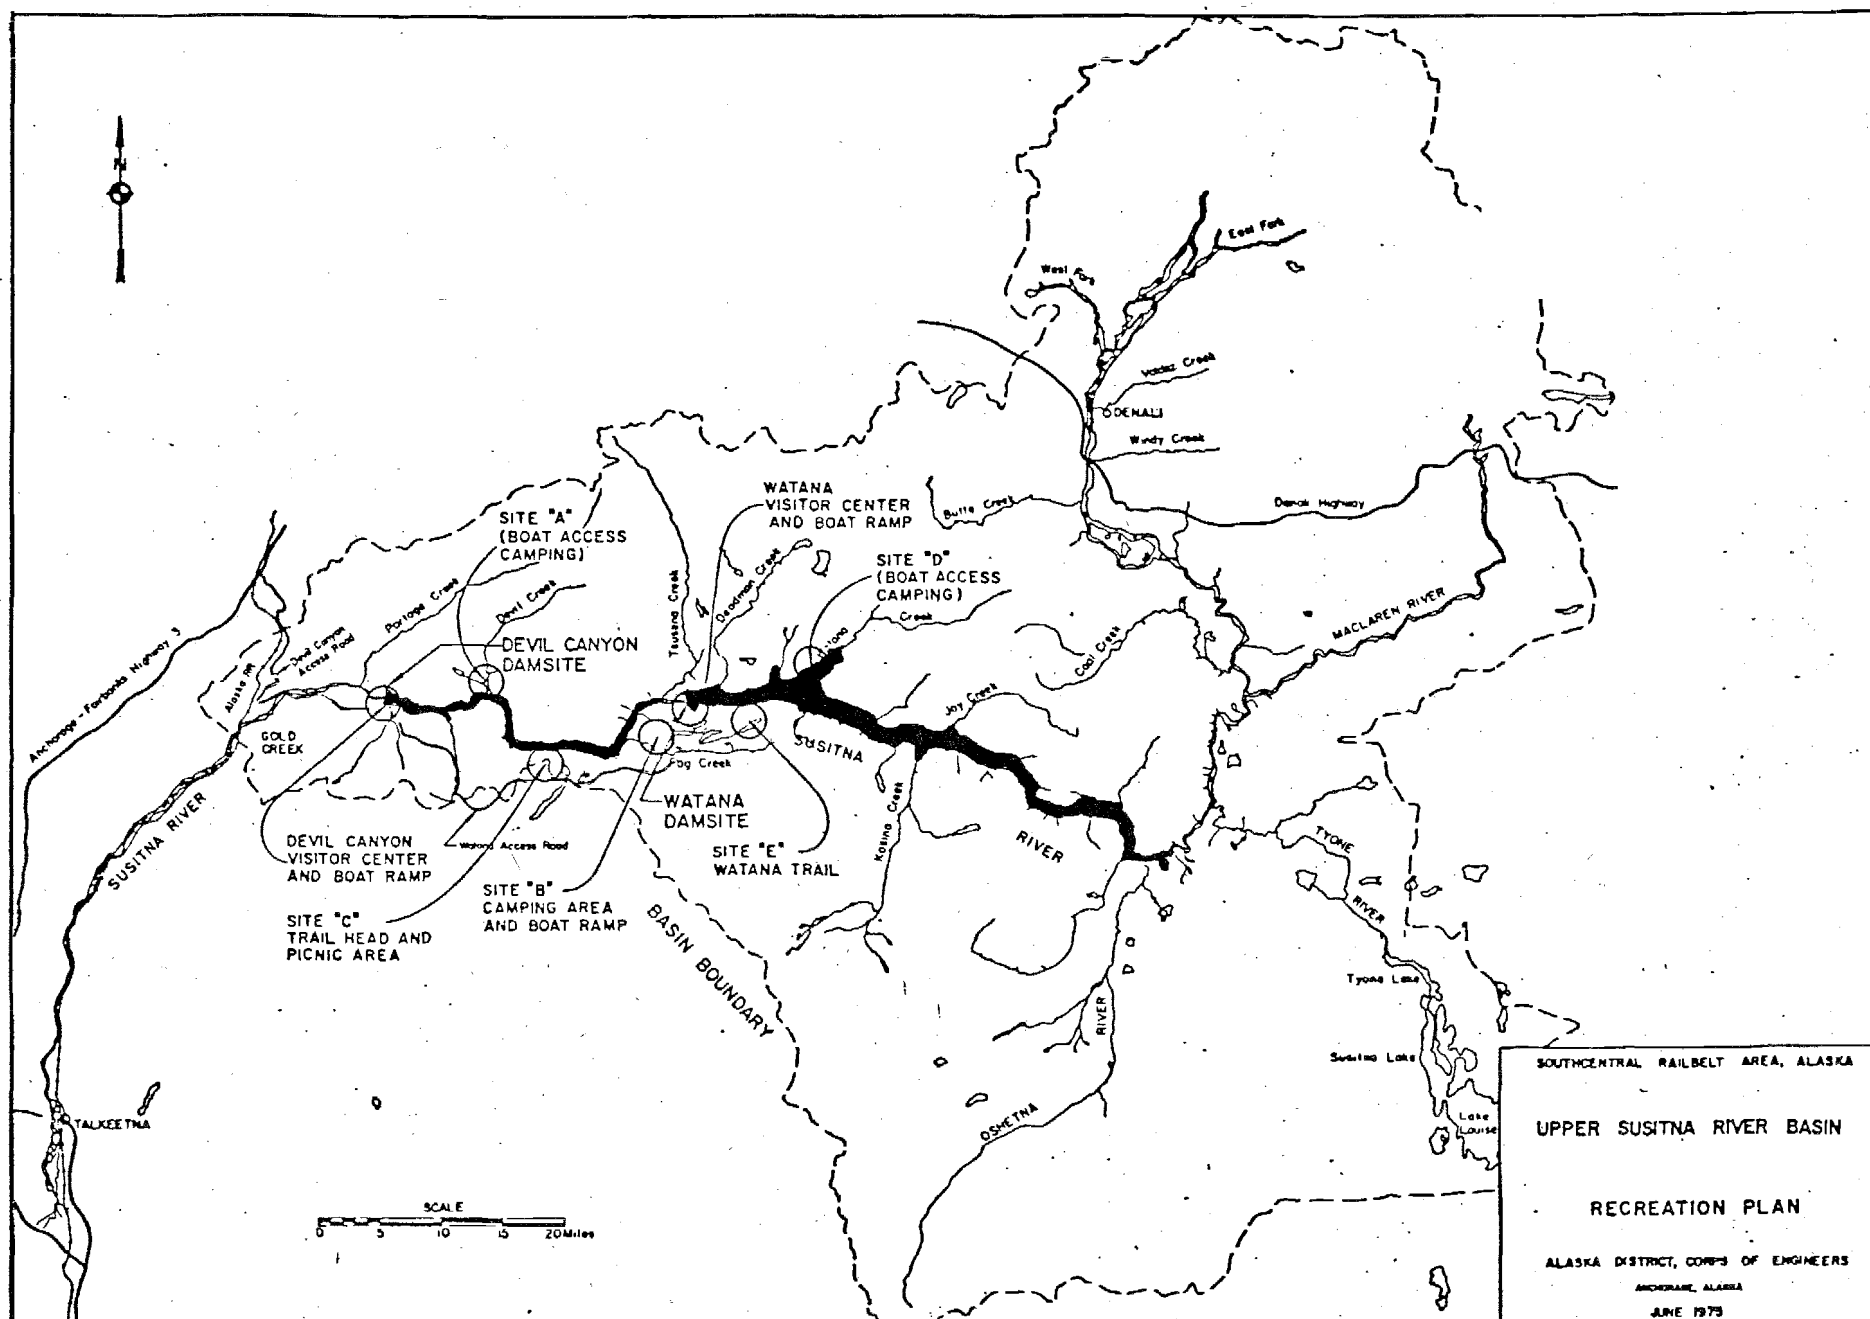 N
East Fork
West Fork
Valdez Creek
DENALI
Windy Creek
Denali Highway
Butte Creek
WATANA
VISITOR CENTER
AND BOAT RAMP
SITE "A"
(BOAT ACCESS
CAMPING)
SITE "D"
(BOAT ACCESS
CAMPING)
Portage Creek
Devil Creek
Tsusena Creek
Deadman Creek
Watana
Creek
MACLAREN RIVER
Coal Creek
Jay Creek
Devil Canyon
Access Road
DEVIL CANYON
DAMSITE
Alaska RR
Anchorage - Fairbanks Highway 3
GOLD
CREEK
SUSITNA
RIVER
Fog Creek
WATANA
DAMSITE
Kosina Creek
SITE "E"
WATANA TRAIL
DEVIL CANYON
VISITOR CENTER
AND BOAT RAMP
Watana Access Road
SITE "B"
CAMPING AREA
AND BOAT RAMP
SITE "C"
TRAIL HEAD AND
PICNIC AREA
SUSITNA RIVER
BASIN BOUNDARY
TYONE
RIVER
Tyone Lake
Susitna Lake
Lake
Louise
OSHETNA
RIVER
TALKEETNA
SCALE
0 5 10 15 20 Miles
SOUTHCENTRAL RAILBELT AREA, ALASKA
UPPER SUSITNA RIVER BASIN
RECREATION PLAN
ALASKA DISTRICT, CORPS OF ENGINEERS
ANCHORAGE, ALASKA
JUNE 1975